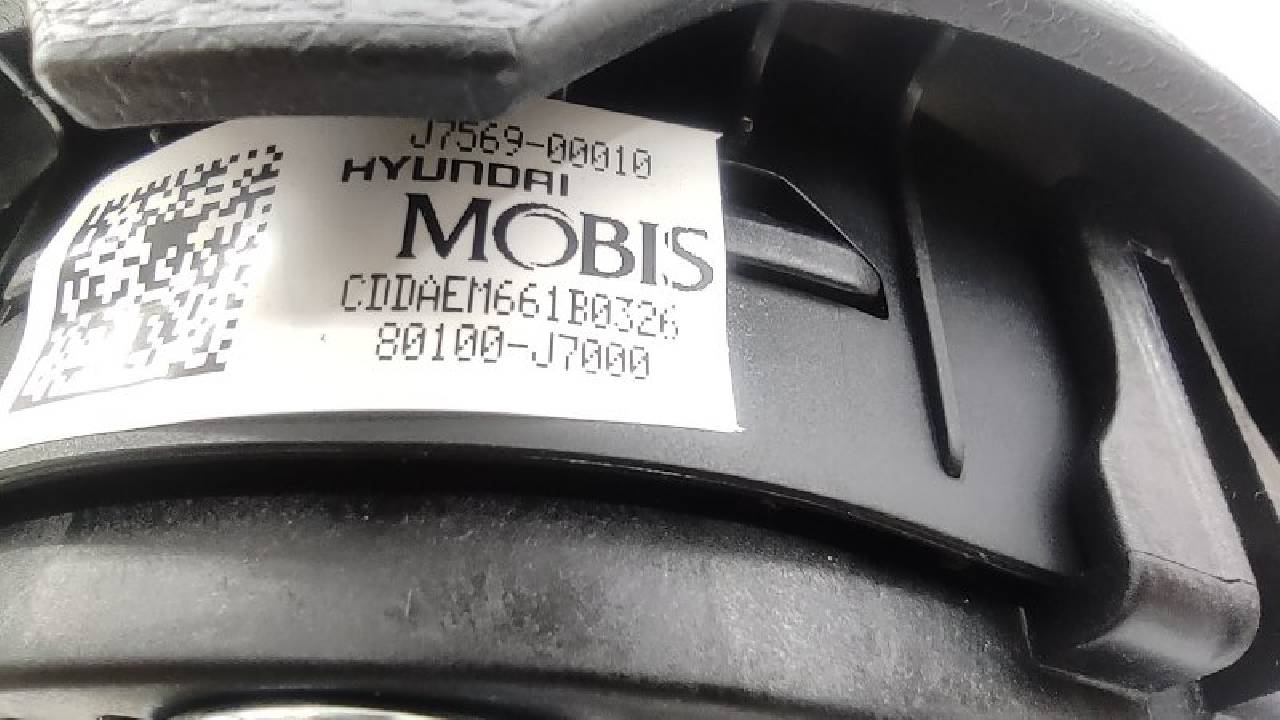 J7569-00010
HYUNDAI
MOBIS
CDDAEM661B0326
80100-J7000